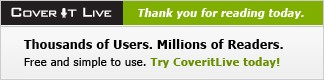 Cover It Live
Thank you for reading today.
Thousands of Users. Millions of Readers.
Free and simple to use. Try CoveritLive today!